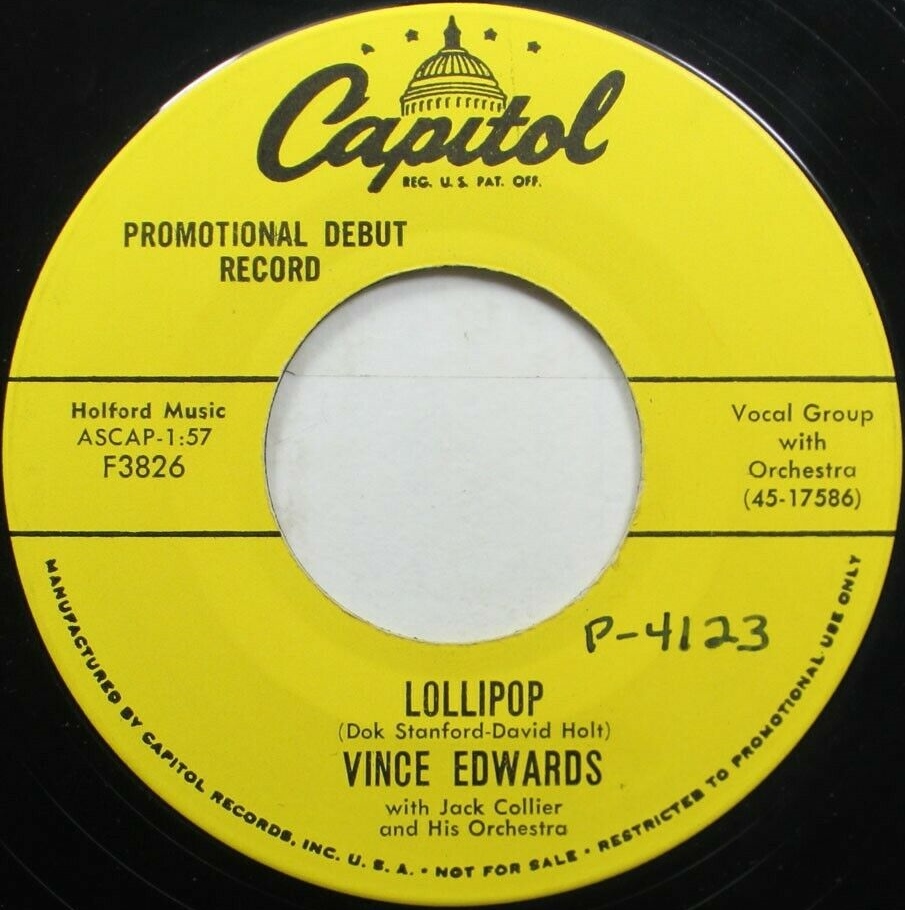 Capitol
REG. U. S. PAT. OFF.
PROMOTIONAL DEBUT
RECORD
Holford Music
ASCAP-1:57
F3826
Vocal Group
with
Orchestra
(45-17586)
P-4123
LOLLIPOP
(Dok Stanford-David Holt)
VINCE EDWARDS
with Jack Collier
and His Orchestra
MANUFACTURED BY CAPITOL RECORDS, INC. U. S. A. • NOT FOR SALE • RESTRICTED TO PROMOTIONAL USE ONLY